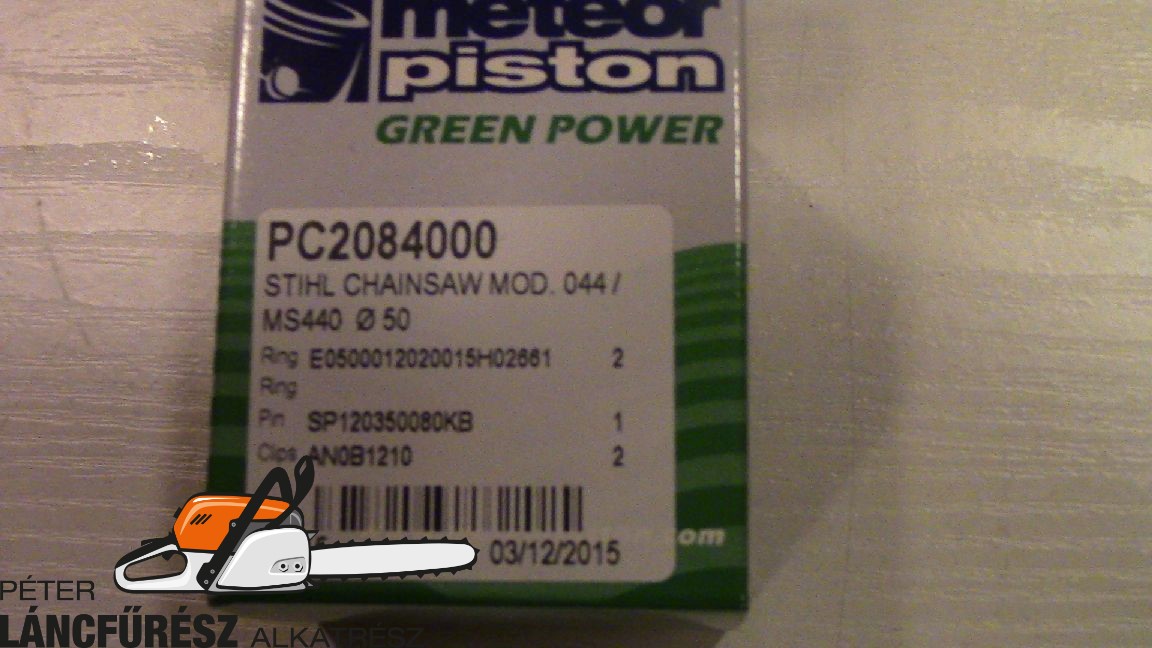 meteor
piston
GREEN POWER
PC2084000
STIHL CHAINSAW MOD. 044 /
MS440 Ø 50
Ring E0500012020015H02661 2
Ring
Pin SP120350080KB 1
Clips AN0B1210 2
03/12/2015
om
PÉTER
LÁNCFŰRÉSZ ALKATRÉSZ